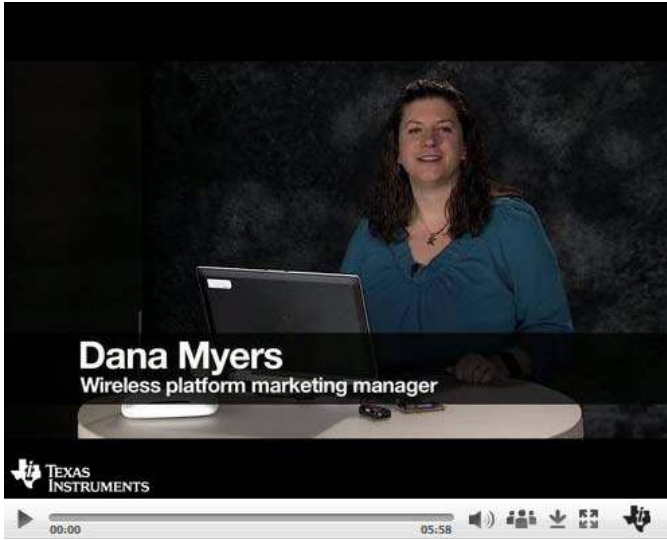 Dana Myers
Wireless platform marketing manager
TEXAS
INSTRUMENTS
00:00
05:58